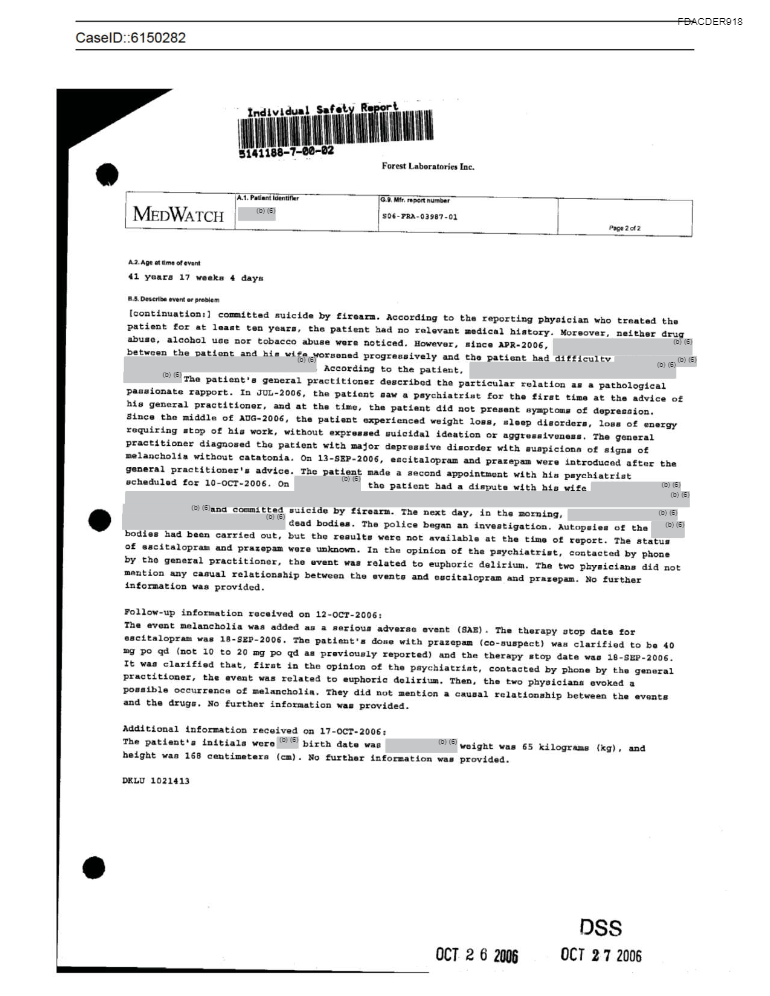 FDACDER918
CaseID::6150282
Individual Safety Report
5141188-7-00-02
Forest Laboratories Inc.
MEDWATCH
A.1. Patient Identifier
(b) (6)
G.9. Mfr. report number
S06-FRA-03987-01
Page 2 of 2
A.2. Age at time of event
41 years 17 weeks 4 days
B.5. Describe event or problem
[continuation:] committed suicide by firearm. According to the reporting physician who treated the
patient for at least ten years, the patient had no relevant medical history. Moreover, neither drug
abuse, alcohol use nor tobacco abuse were noticed. However, since APR-2006, (b) (6)
between the patient and his wife worsened progressively and the patient had difficulty (b) (6)
(b) (6) According to the patient, (b) (6)
(b) (6) The patient's general practitioner described the particular relation as a pathological
passionate rapport. In JUL-2006, the patient saw a psychiatrist for the first time at the advice of
his general practitioner, and at the time, the patient did not present symptoms of depression.
Since the middle of AUG-2006, the patient experienced weight loss, sleep disorders, loss of energy
requiring stop of his work, without expressed suicidal ideation or aggressiveness. The general
practitioner diagnosed the patient with major depressive disorder with suspicions of signs of
melancholia without catatonia. On 13-SEP-2006, escitalopram and prazepam were introduced after the
general practitioner's advice. The patient made a second appointment with his psychiatrist
scheduled for 10-OCT-2006. On (b) (6) the patient had a dispute with his wife (b) (6)
(b) (6)
(b) (6) and committed suicide by firearm. The next day, in the morning, (b) (6)
(b) (6) dead bodies. The police began an investigation. Autopsies of the (b) (6)
bodies had been carried out, but the results were not available at the time of report. The status
of escitalopram and prazepam were unknown. In the opinion of the psychiatrist, contacted by phone
by the general practitioner, the event was related to euphoric delirium. The two physicians did not
mention any casual relationship between the events and escitalopram and prazepam. No further
information was provided.
Follow-up information received on 12-OCT-2006:
The event melancholia was added as a serious adverse event (SAE). The therapy stop date for
escitalopram was 18-SEP-2006. The patient's dose with prazepam (co-suspect) was clarified to be 40
mg po qd (not 10 to 20 mg po qd as previously reported) and the therapy stop date was 18-SEP-2006.
It was clarified that, first in the opinion of the psychiatrist, contacted by phone by the general
practitioner, the event was related to euphoric delirium. Then, the two physicians evoked a
possible occurrence of melancholia. They did not mention a causal relationship between the events
and the drugs. No further information was provided.
Additional information received on 17-OCT-2006:
The patient's initials were (b) (6) birth date was (b) (6) weight was 65 kilograms (kg), and
height was 168 centimeters (cm). No further information was provided.
DKLU 1021413
DSS
OCT 26 2006 OCT 27 2006